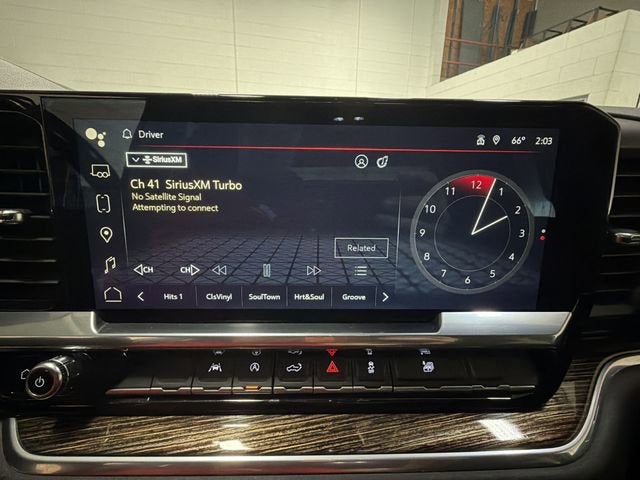 Driver
66° 2:03
SiriusXM
Ch 41 SiriusXM Turbo
No Satellite Signal
Attempting to connect
Related
CH CH
Hits 1 ClsVinyl SoulTown Hrt&Soul Groove
12
1
2
3
4
5
6
7
8
9
10
11